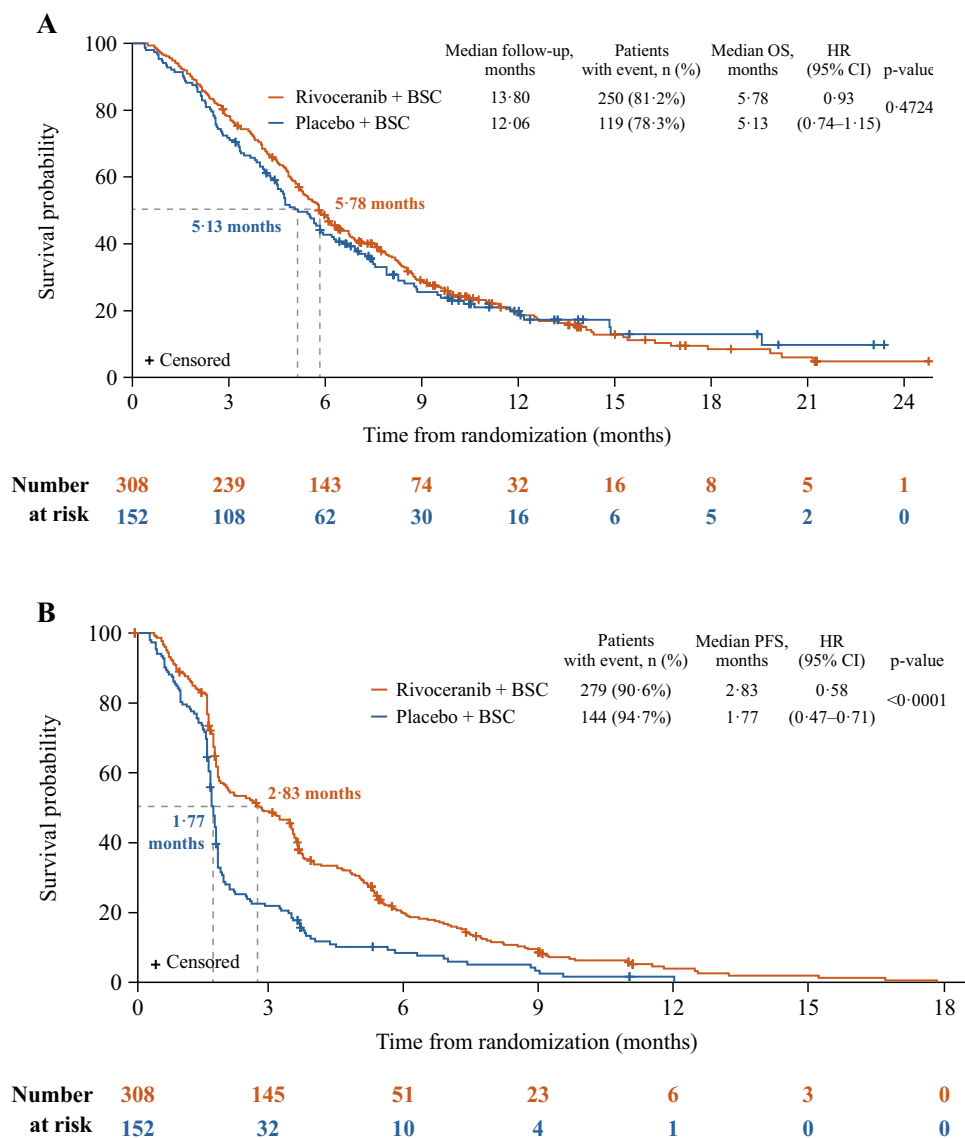 A
Median follow-up, months
Patients with event, n (%)
Median OS, months
HR (95% CI)
p-value
Rivoceranib + BSC 13·80 250 (81·2%) 5·78 0·93
Placebo + BSC 12·06 119 (78·3%) 5·13 (0·74–1·15)
0·4724
Survival probability
100
80
60
40
20
0
5·78 months
5·13 months
+ Censored
0 3 6 9 12 15 18 21 24
Time from randomization (months)
Number at risk
308 239 143 74 32 16 8 5 1
152 108 62 30 16 6 5 2 0
B
Patients with event, n (%)
Median PFS, months
HR (95% CI)
p-value
Rivoceranib + BSC 279 (90·6%) 2·83 0·58
Placebo + BSC 144 (94·7%) 1·77 (0·47–0·71)
<0·0001
Survival probability
100
80
60
40
20
0
2·83 months
1·77 months
+ Censored
0 3 6 9 12 18
Time from randomization (months)
Number at risk
308 145 51 23 6 3 0
152 32 10 4 1 0 0